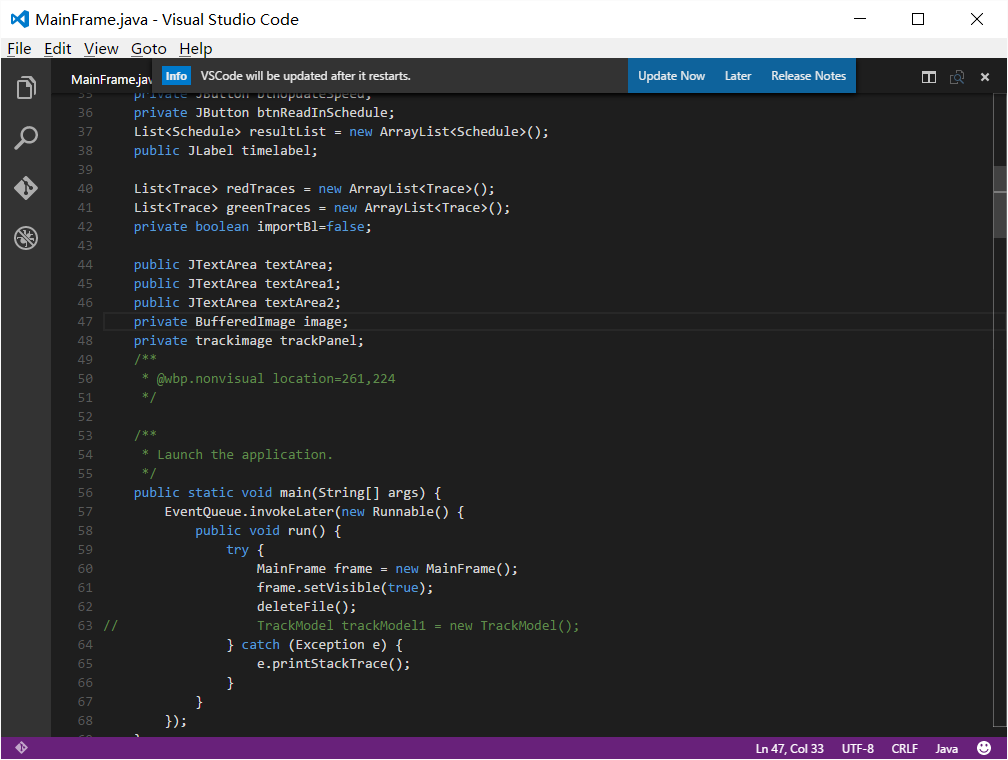 MainFrame.java - Visual Studio Code
File Edit View Goto Help
MainFrame.jav
Info VSCode will be updated after it restarts. Update Now Later Release Notes
35     private JButton btnUpdateSpeed;
36     private JButton btnReadInSchedule;
37     List<Schedule> resultList = new ArrayList<Schedule>();
38     public JLabel timelabel;
39
40     List<Trace> redTraces = new ArrayList<Trace>();
41     List<Trace> greenTraces = new ArrayList<Trace>();
42     private boolean importBl=false;
43
44     public JTextArea textArea;
45     public JTextArea textArea1;
46     public JTextArea textArea2;
47     private BufferedImage image;
48     private trackimage trackPanel;
49     /**
50      * @wbp.nonvisual location=261,224
51      */
52
53     /**
54      * Launch the application.
55      */
56     public static void main(String[] args) {
57         EventQueue.invokeLater(new Runnable() {
58             public void run() {
59                 try {
60                     MainFrame frame = new MainFrame();
61                     frame.setVisible(true);
62                     deleteFile();
63 //                  TrackModel trackModel1 = new TrackModel();
64                 } catch (Exception e) {
65                     e.printStackTrace();
66                 }
67             }
68         });
69     }
Ln 47, Col 33 UTF-8 CRLF Java